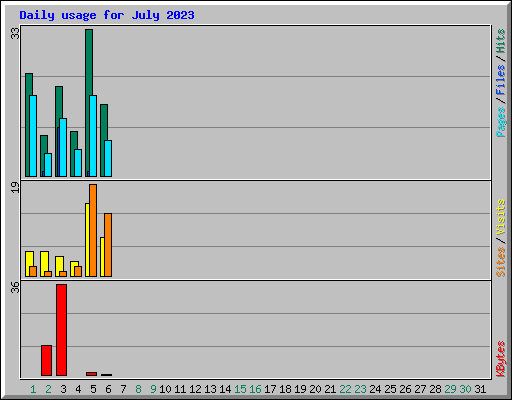 Daily usage for July 2023
33
Pages / Files / Hits
19
Sites / Visits
36
KBytes
1 2 3 4 5 6 7 8 9 10 11 12 13 14 15 16 17 18 19 20 21 22 23 24 25 26 27 28 29 30 31